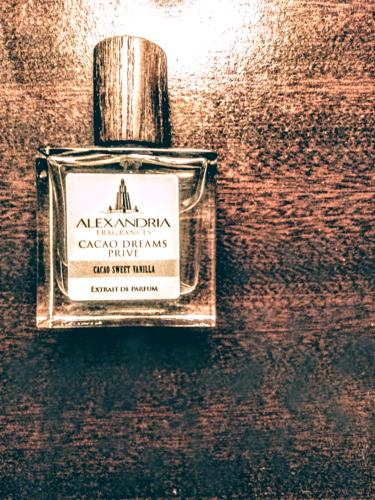 ALEXANDRIA
FRAGRANCES
CACAO DREAMS
PRIVE
CACAO SWEET VANILLA
EXTRAIT DE PARFUM